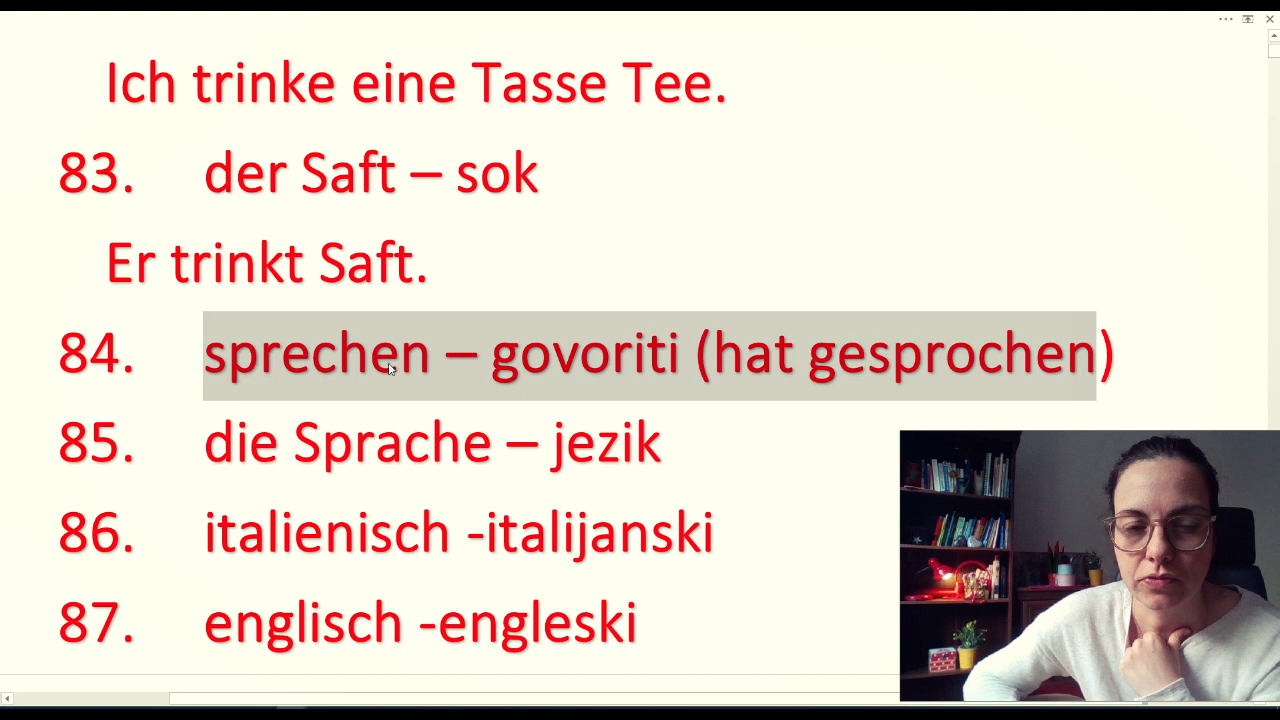 Ich trinke eine Tasse Tee.
83. der Saft – sok
Er trinkt Saft.
84. sprechen – govoriti (hat gesprochen)
85. die Sprache – jezik
86. italienisch -italijanski
87. englisch -engleski